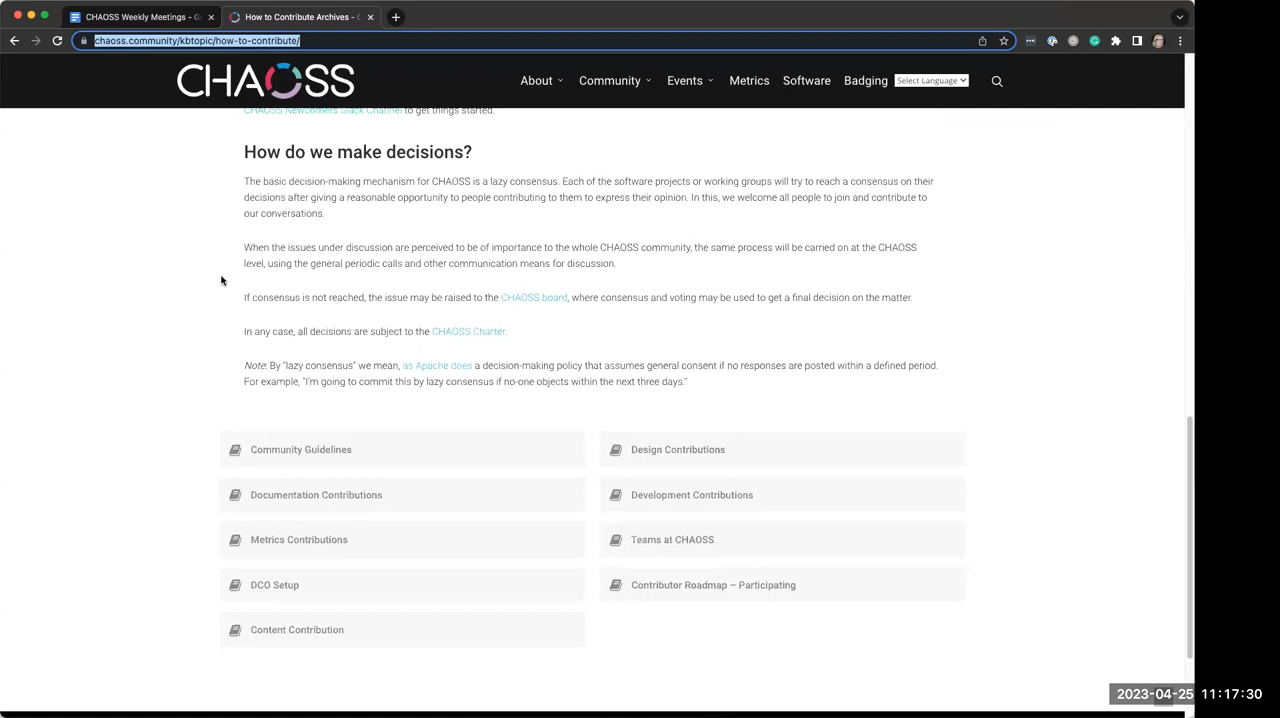 CHAOSS Weekly Meetings - G
How to Contribute Archives - C
chaoss.community/kbtopic/how-to-contribute/
CHAOSS
About
Community
Events
Metrics
Software
Badging
Select Language
CHAOSS Newcomers Slack Channel to get things started.
How do we make decisions?
The basic decision-making mechanism for CHAOSS is a lazy consensus. Each of the software projects or working groups will try to reach a consensus on their
decisions after giving a reasonable opportunity to people contributing to them to express their opinion. In this, we welcome all people to join and contribute to
our conversations.
When the issues under discussion are perceived to be of importance to the whole CHAOSS community, the same process will be carried on at the CHAOSS
level, using the general periodic calls and other communication means for discussion.
If consensus is not reached, the issue may be raised to the CHAOSS board, where consensus and voting may be used to get a final decision on the matter.
In any case, all decisions are subject to the CHAOSS Charter.
Note: By "lazy consensus" we mean, as Apache does a decision-making policy that assumes general consent if no responses are posted within a defined period.
For example, "I'm going to commit this by lazy consensus if no-one objects within the next three days."
Community Guidelines
Design Contributions
Documentation Contributions
Development Contributions
Metrics Contributions
Teams at CHAOSS
DCO Setup
Contributor Roadmap – Participating
Content Contribution
2023-04-25 11:17:30